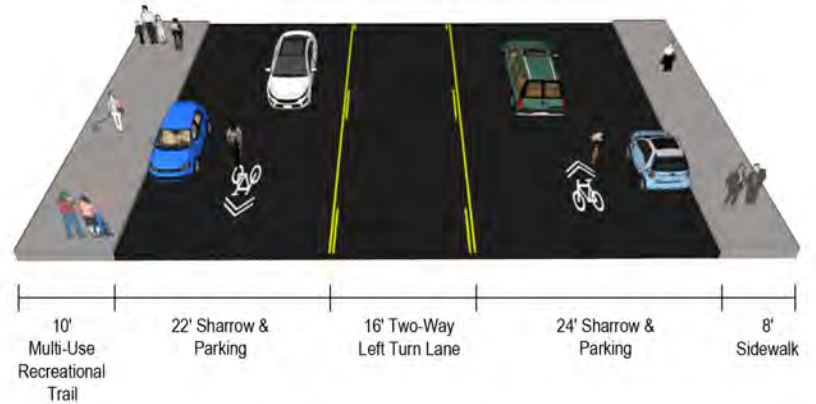 10'
Multi-Use
Recreational
Trail
22' Sharrow &
Parking
16' Two-Way
Left Turn Lane
24' Sharrow &
Parking
8'
Sidewalk